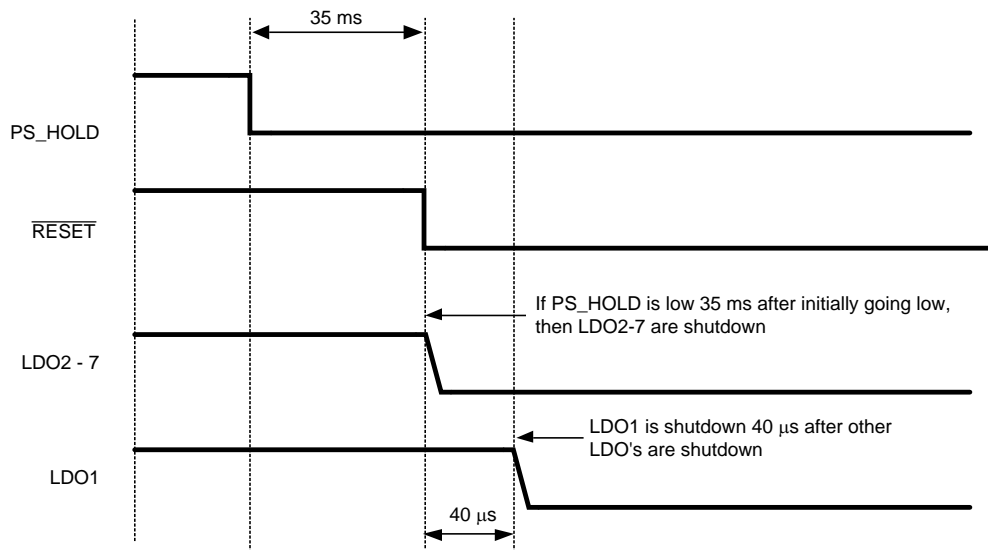 35 ms
PS_HOLD
RESET
If PS_HOLD is low 35 ms after initially going low,
then LDO2-7 are shutdown
LDO2 - 7
LDO1 is shutdown 40 μs after other
LDO's are shutdown
LDO1
40 μs